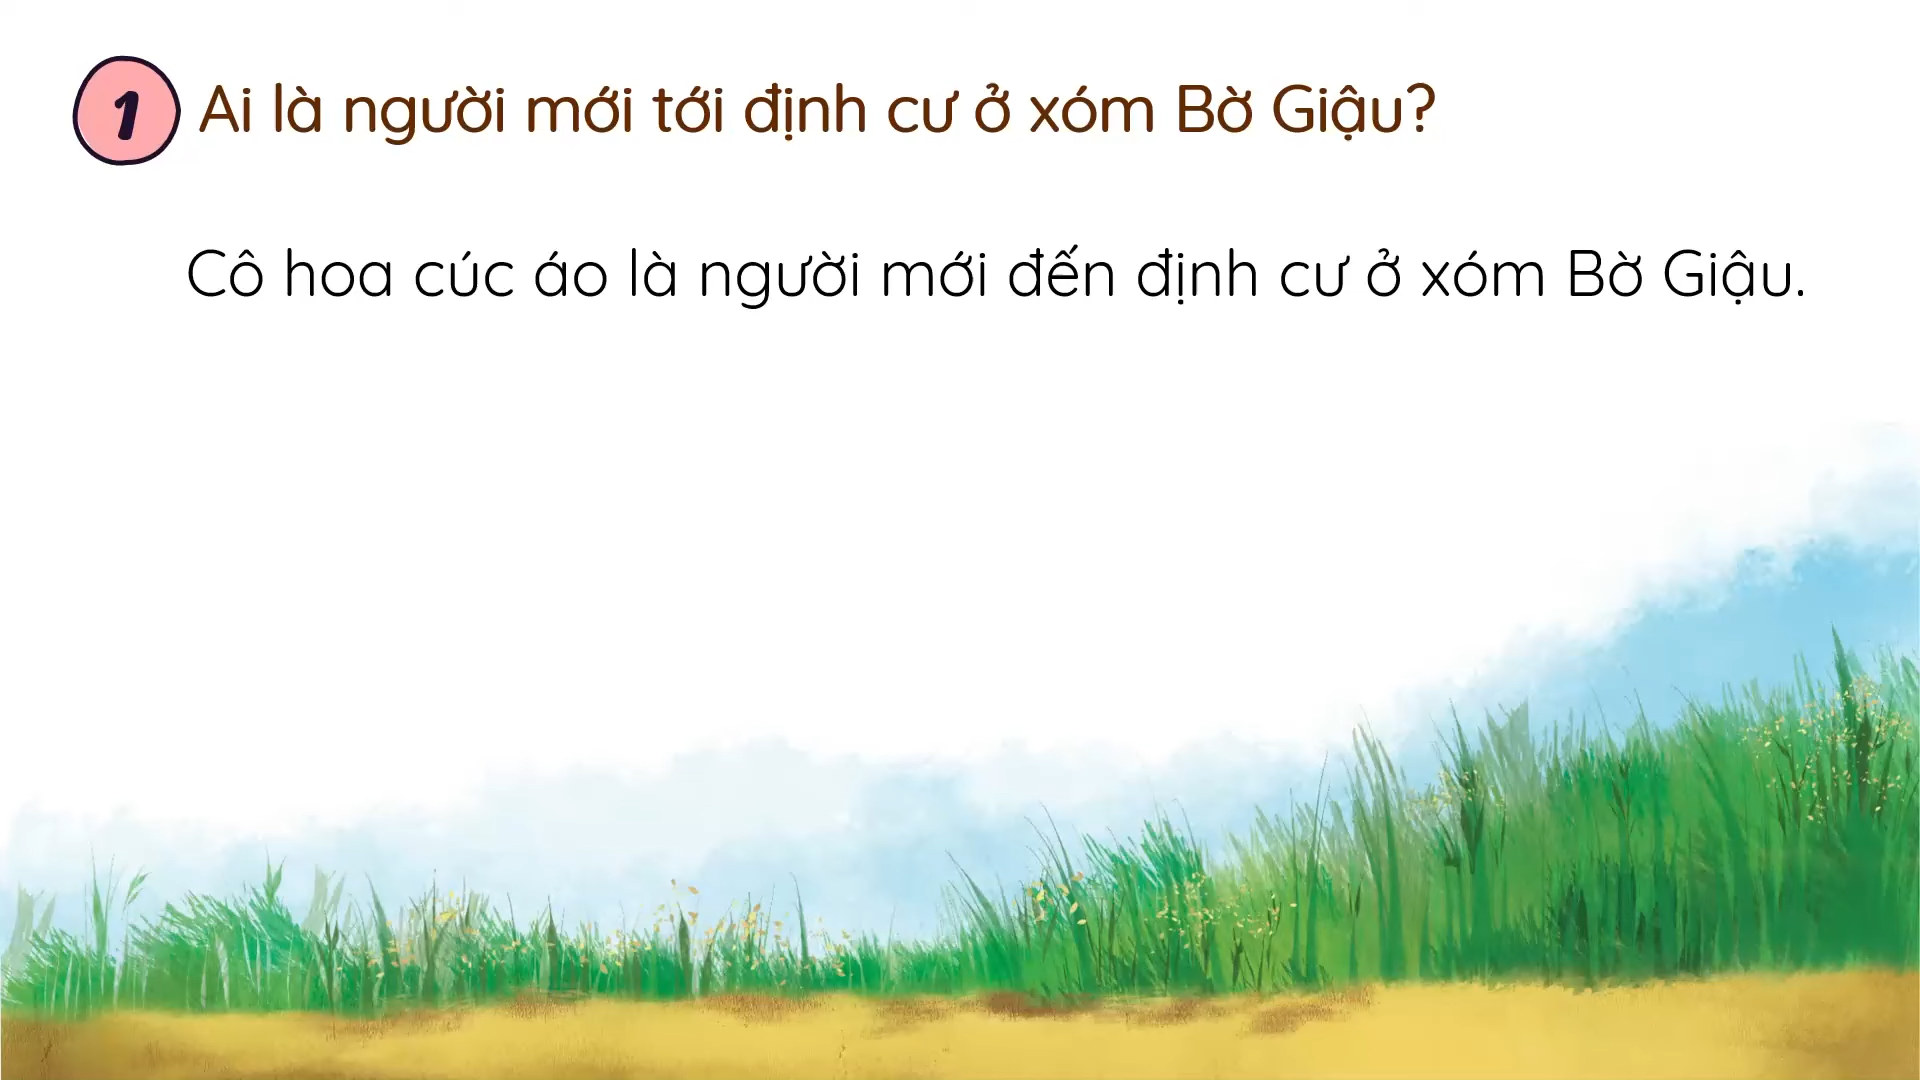 1 Ai là người mới tới định cư ở xóm Bờ Giậu?
Cô hoa cúc áo là người mới đến định cư ở xóm Bờ Giậu.